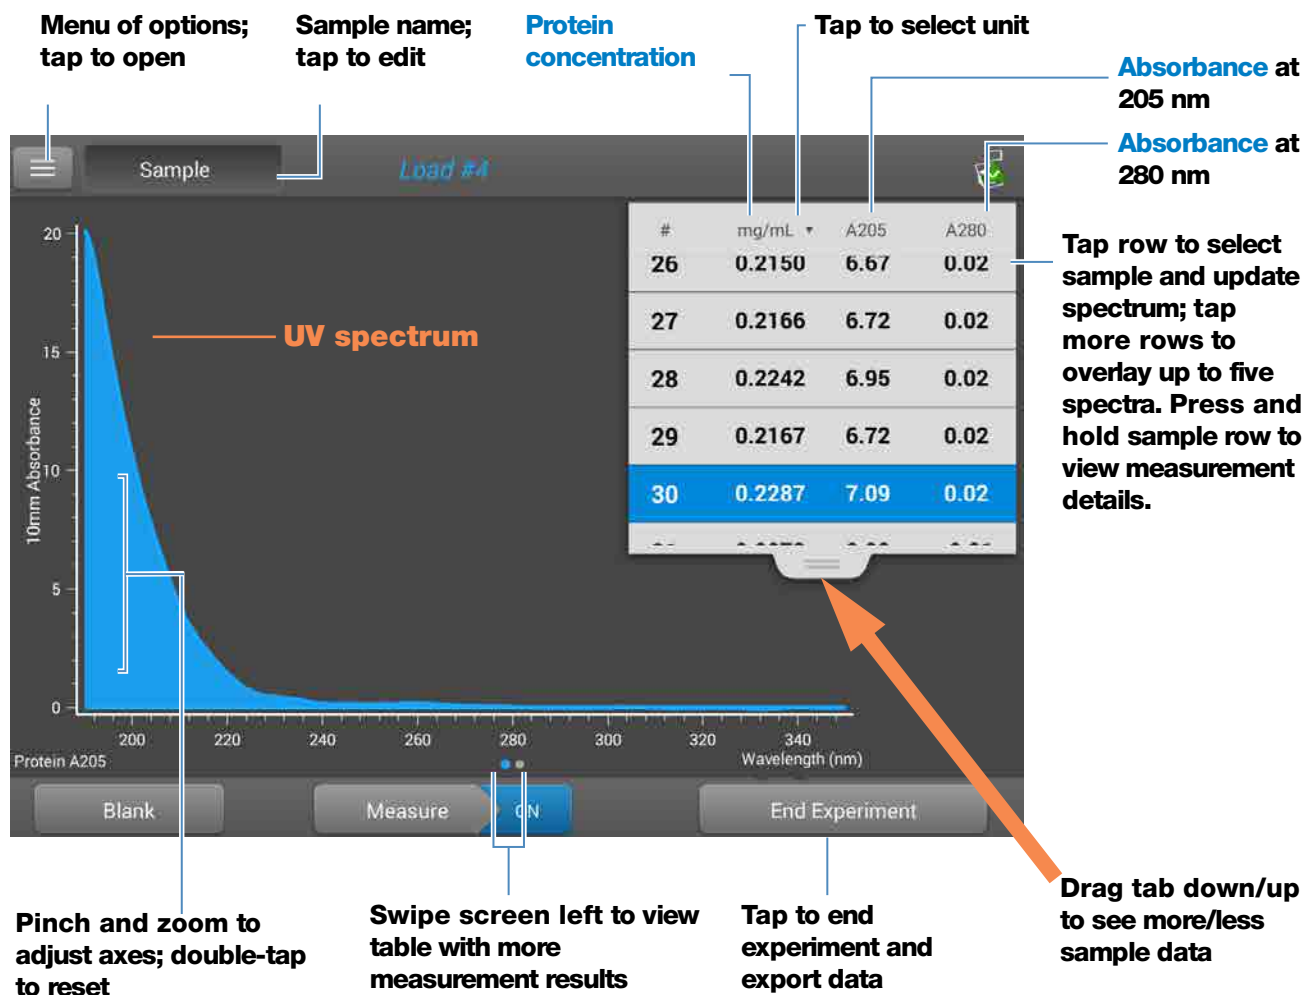 Menu of options;
tap to open
Sample name;
tap to edit
Protein
concentration
Tap to select unit
Absorbance at
205 nm
Absorbance at
280 nm
Sample
Load #4
# mg/mL ▾ A205 A280
26 0.2150 6.67 0.02
27 0.2166 6.72 0.02
28 0.2242 6.95 0.02
29 0.2167 6.72 0.02
30 0.2287 7.09 0.02
Tap row to select
sample and update
spectrum; tap
more rows to
overlay up to five
spectra. Press and
hold sample row to
view measurement
details.
UV spectrum
10mm Absorbance
20
15
10
5
0
200 220 240 260 280 300 320 340
Protein A205
Wavelength (nm)
Blank
Measure
ON
End Experiment
Pinch and zoom to
adjust axes; double-tap
to reset
Swipe screen left to view
table with more
measurement results
Tap to end
experiment and
export data
Drag tab down/up
to see more/less
sample data